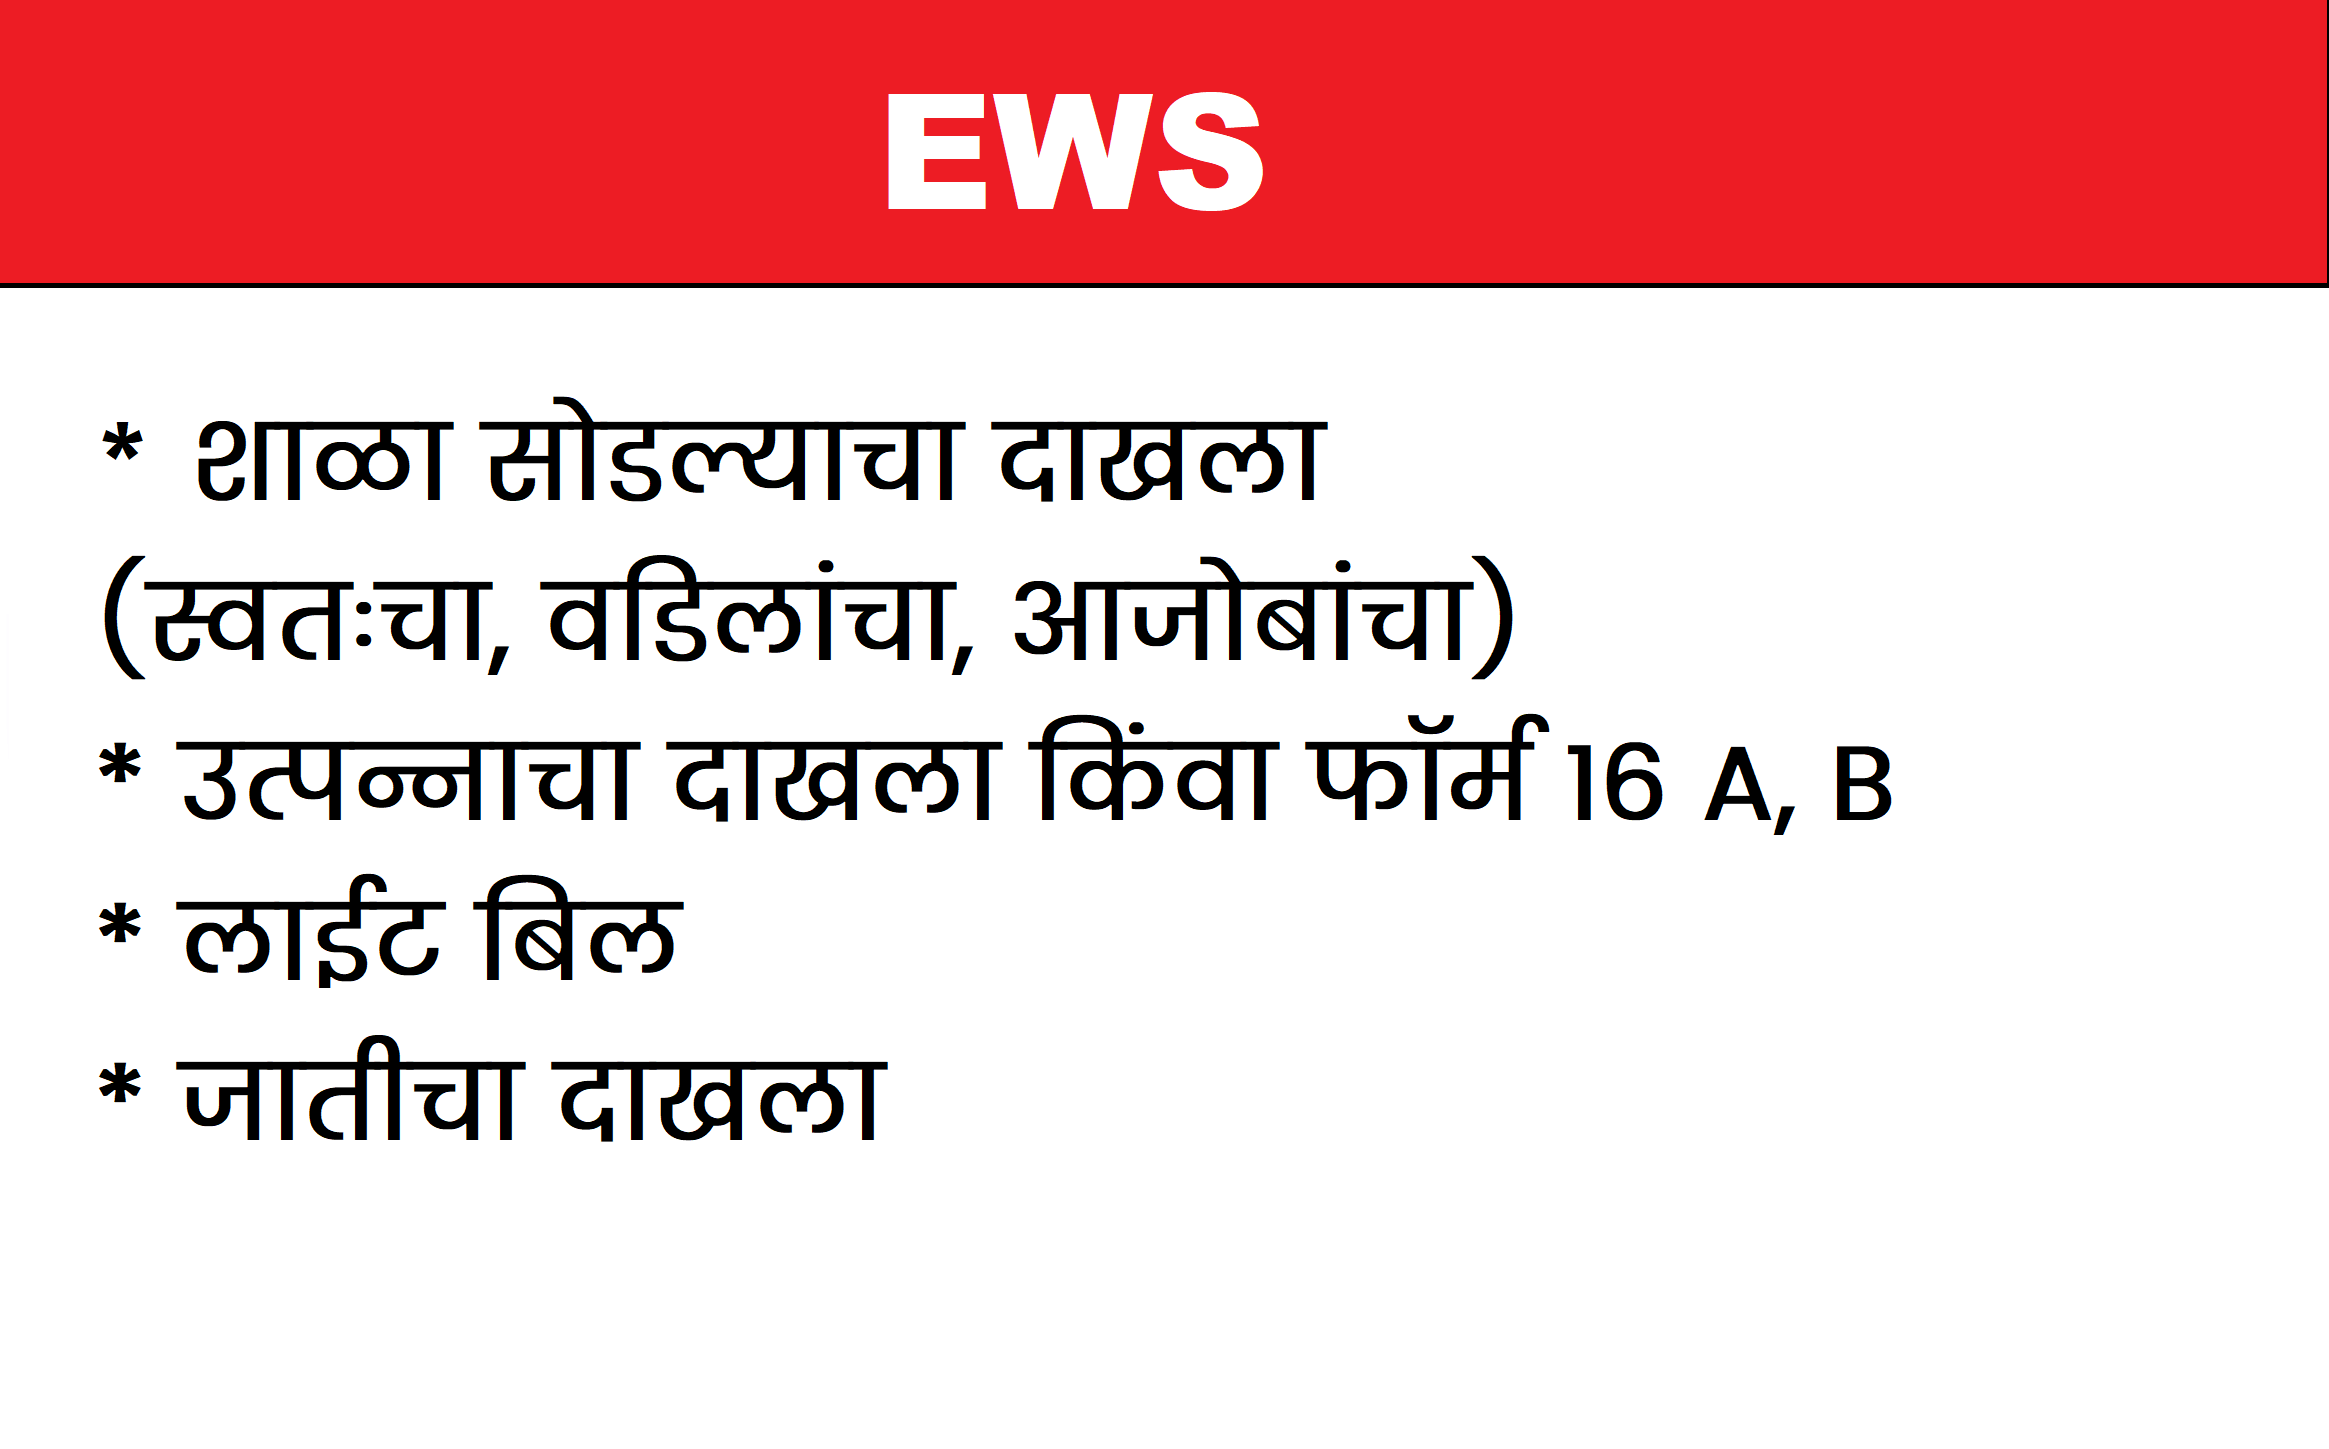 EWS
* शाळा सोडल्याचा दाखला
(स्वतःचा, वडिलांचा, आजोबांचा)
* उत्पन्नाचा दाखला किंवा फॉर्म 16 A, B
* लाईट बिल
* जातीचा दाखला